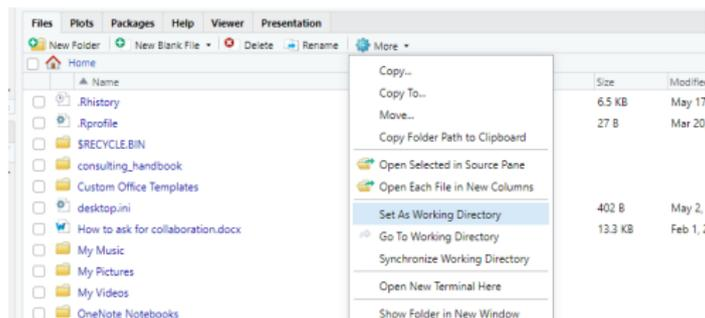 Files Plots Packages Help Viewer Presentation
New Folder New Blank File Delete Rename More
Home
Name Size Modifie
.Rhistory 6.5 KB May 17
.Rprofile 27 B Mar 20
$RECYCLE.BIN
consulting_handbook
Custom Office Templates
desktop.ini 402 B May 2,
How to ask for collaboration.docx 13.3 KB Feb 1,
My Music
My Pictures
My Videos
OneNote Notebooks
Copy...
Copy To...
Move...
Copy Folder Path to Clipboard
Open Selected in Source Pane
Open Each File in New Columns
Set As Working Directory
Go To Working Directory
Synchronize Working Directory
Open New Terminal Here
Show Folder in New Window